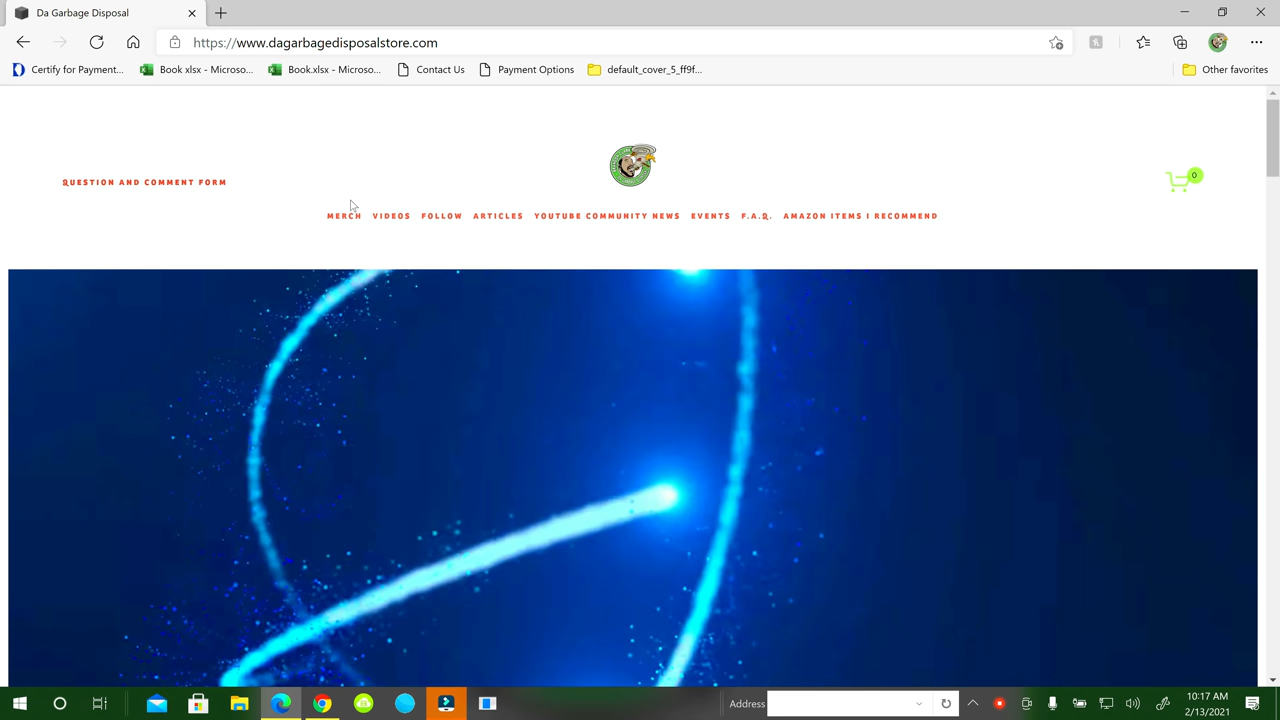 Da Garbage Disposal
https://www.dagarbagedisposalstore.com
Certify for Payment...
Book xlsx - Microso...
Book.xlsx - Microso...
Contact Us
Payment Options
default_cover_5_ff9f...
Other favorites
QUESTION AND COMMENT FORM
0
MERCH VIDEOS FOLLOW ARTICLES YOUTUBE COMMUNITY NEWS EVENTS F.A.Q. AMAZON ITEMS I RECOMMEND
Address
10:17 AM
2/13/2021